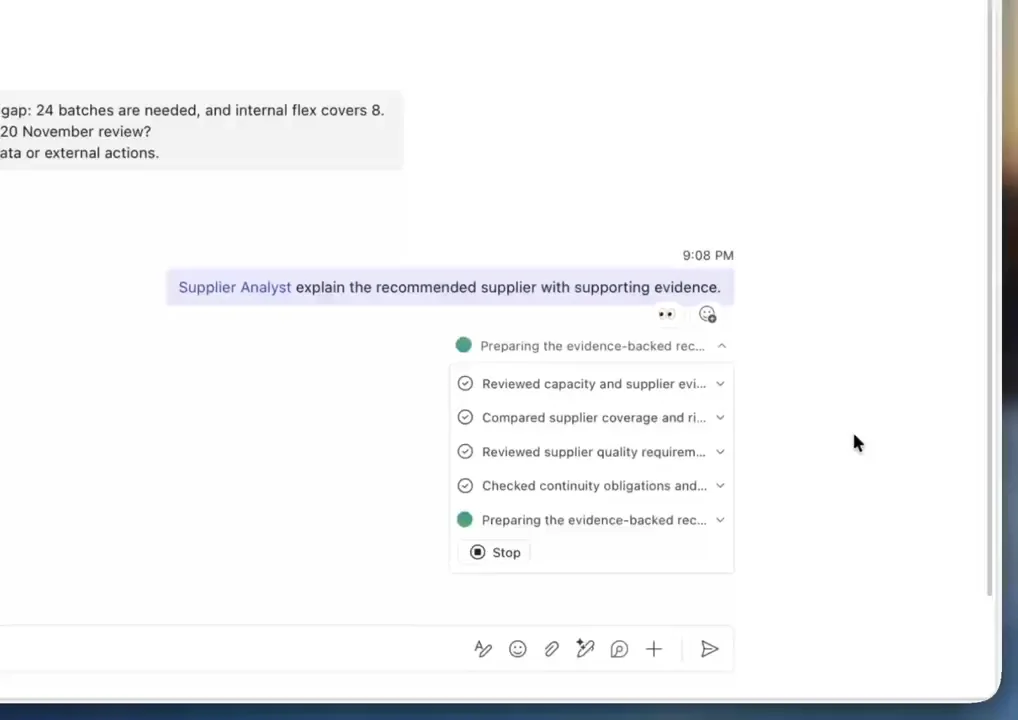 gap: 24 batches are needed, and internal flex covers 8.
20 November review?
ata or external actions.
9:08 PM
Supplier Analyst explain the recommended supplier with supporting evidence.
Preparing the evidence-backed rec...
Reviewed capacity and supplier evi...
Compared supplier coverage and ri...
Reviewed supplier quality requirem...
Checked continuity obligations and...
Preparing the evidence-backed rec...
Stop